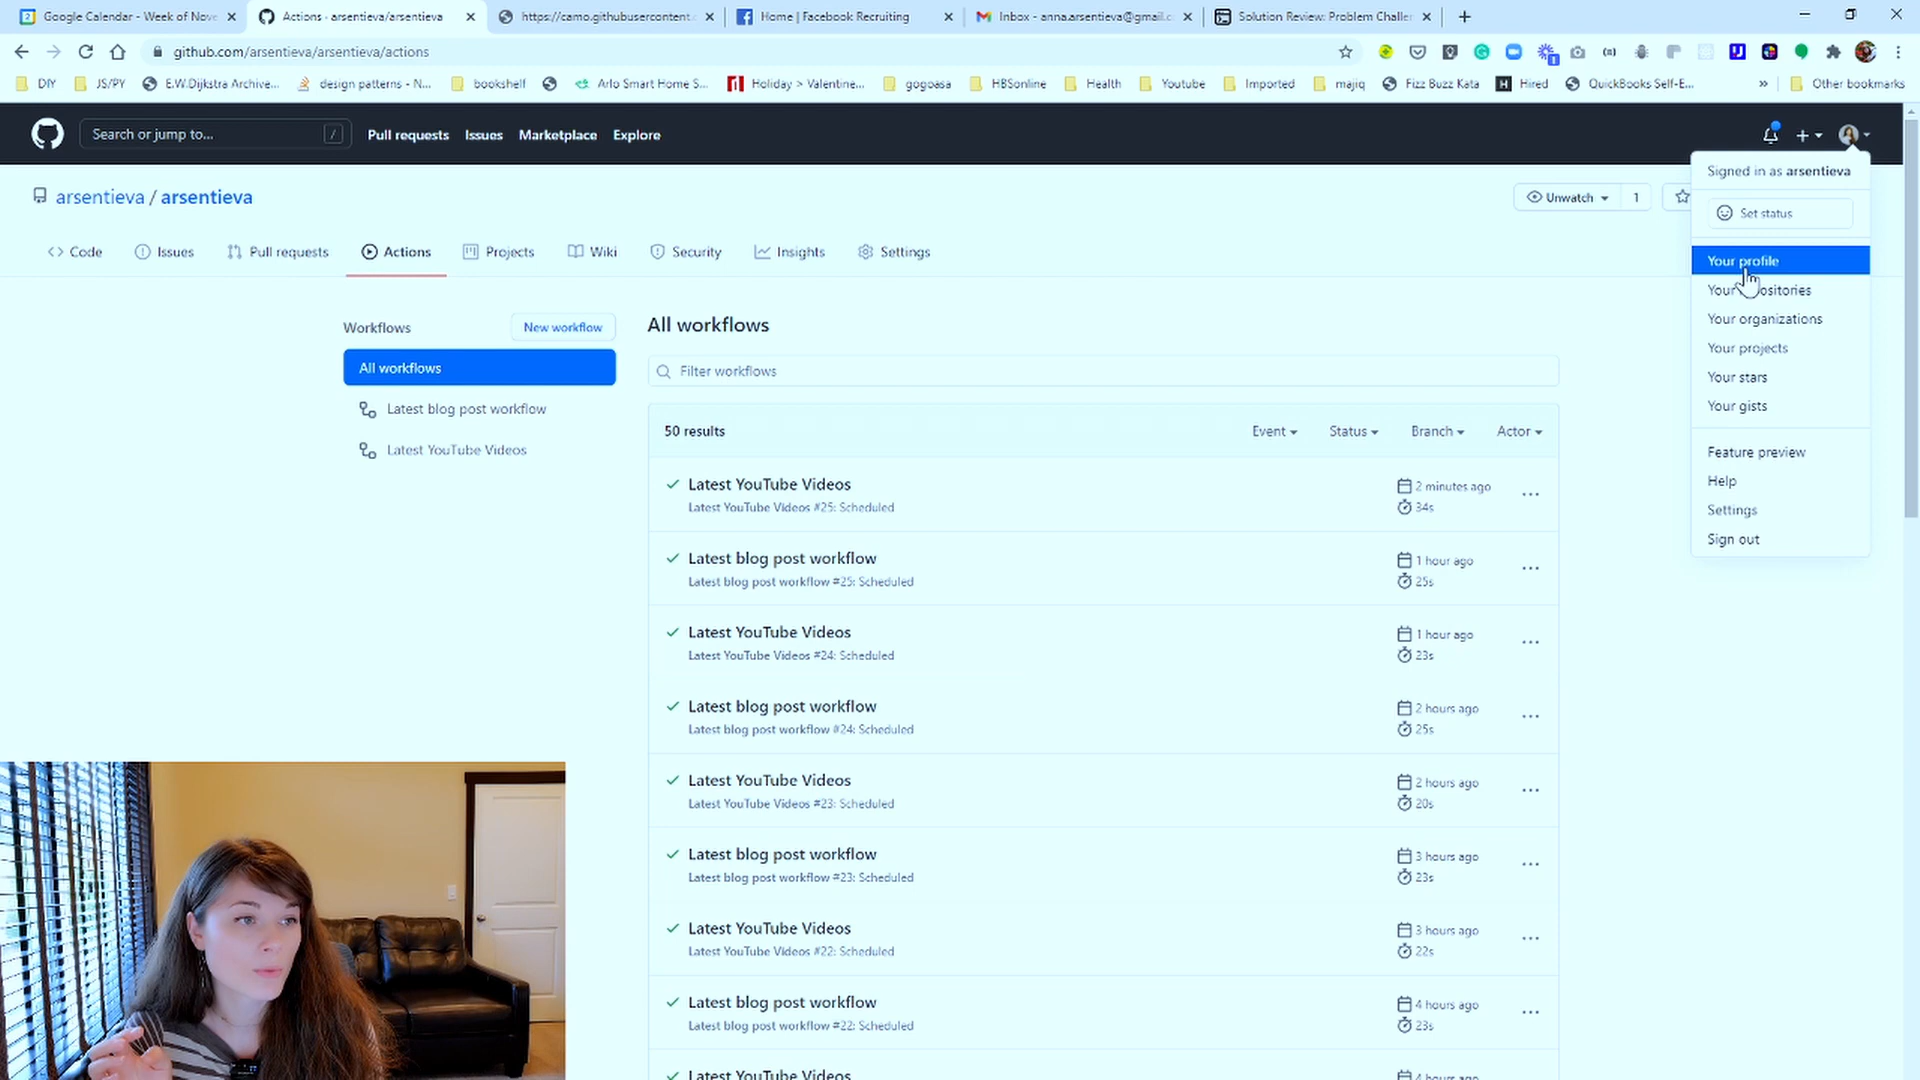 Google Calendar - Week of Nove
Actions · arsentieva/arsentieva
https://camo.githubusercontent.
Home | Facebook Recruiting
Inbox - anna.arsentieva@gmail.c
Solution Review: Problem Challen
github.com/arsentieva/arsentieva/actions
DIY
JS/PY
E.W.Dijkstra Archive...
design patterns - N...
bookshelf
Arlo Smart Home S...
Holiday > Valentine...
gogoasa
HBSonline
Health
Youtube
Imported
majiq
Fizz Buzz Kata
Hired
QuickBooks Self-E...
Other bookmarks
Search or jump to...
/
Pull requests
Issues
Marketplace
Explore
Signed in as arsentieva
arsentieva / arsentieva
Unwatch
1
Set status
Code
Issues
Pull requests
Actions
Projects
Wiki
Security
Insights
Settings
Your profile
Your
Your organizations
Your projects
Your stars
Your gists
Feature preview
Help
Settings
Sign out
Workflows
New workflow
All workflows
Latest blog post workflow
Latest YouTube Videos
All workflows
Filter workflows
50 results
Event
Status
Branch
Actor
Latest YouTube Videos
Latest YouTube Videos #25: Scheduled
2 minutes ago
34s
Latest blog post workflow
Latest blog post workflow #25: Scheduled
1 hour ago
25s
Latest YouTube Videos
Latest YouTube Videos #24: Scheduled
1 hour ago
23s
Latest blog post workflow
Latest blog post workflow #24: Scheduled
2 hours ago
25s
Latest YouTube Videos
Latest YouTube Videos #23: Scheduled
2 hours ago
20s
Latest blog post workflow
Latest blog post workflow #23: Scheduled
3 hours ago
23s
Latest YouTube Videos
Latest YouTube Videos #22: Scheduled
3 hours ago
22s
Latest blog post workflow
Latest blog post workflow #22: Scheduled
4 hours ago
23s
Latest YouTube Videos
4 hours ago